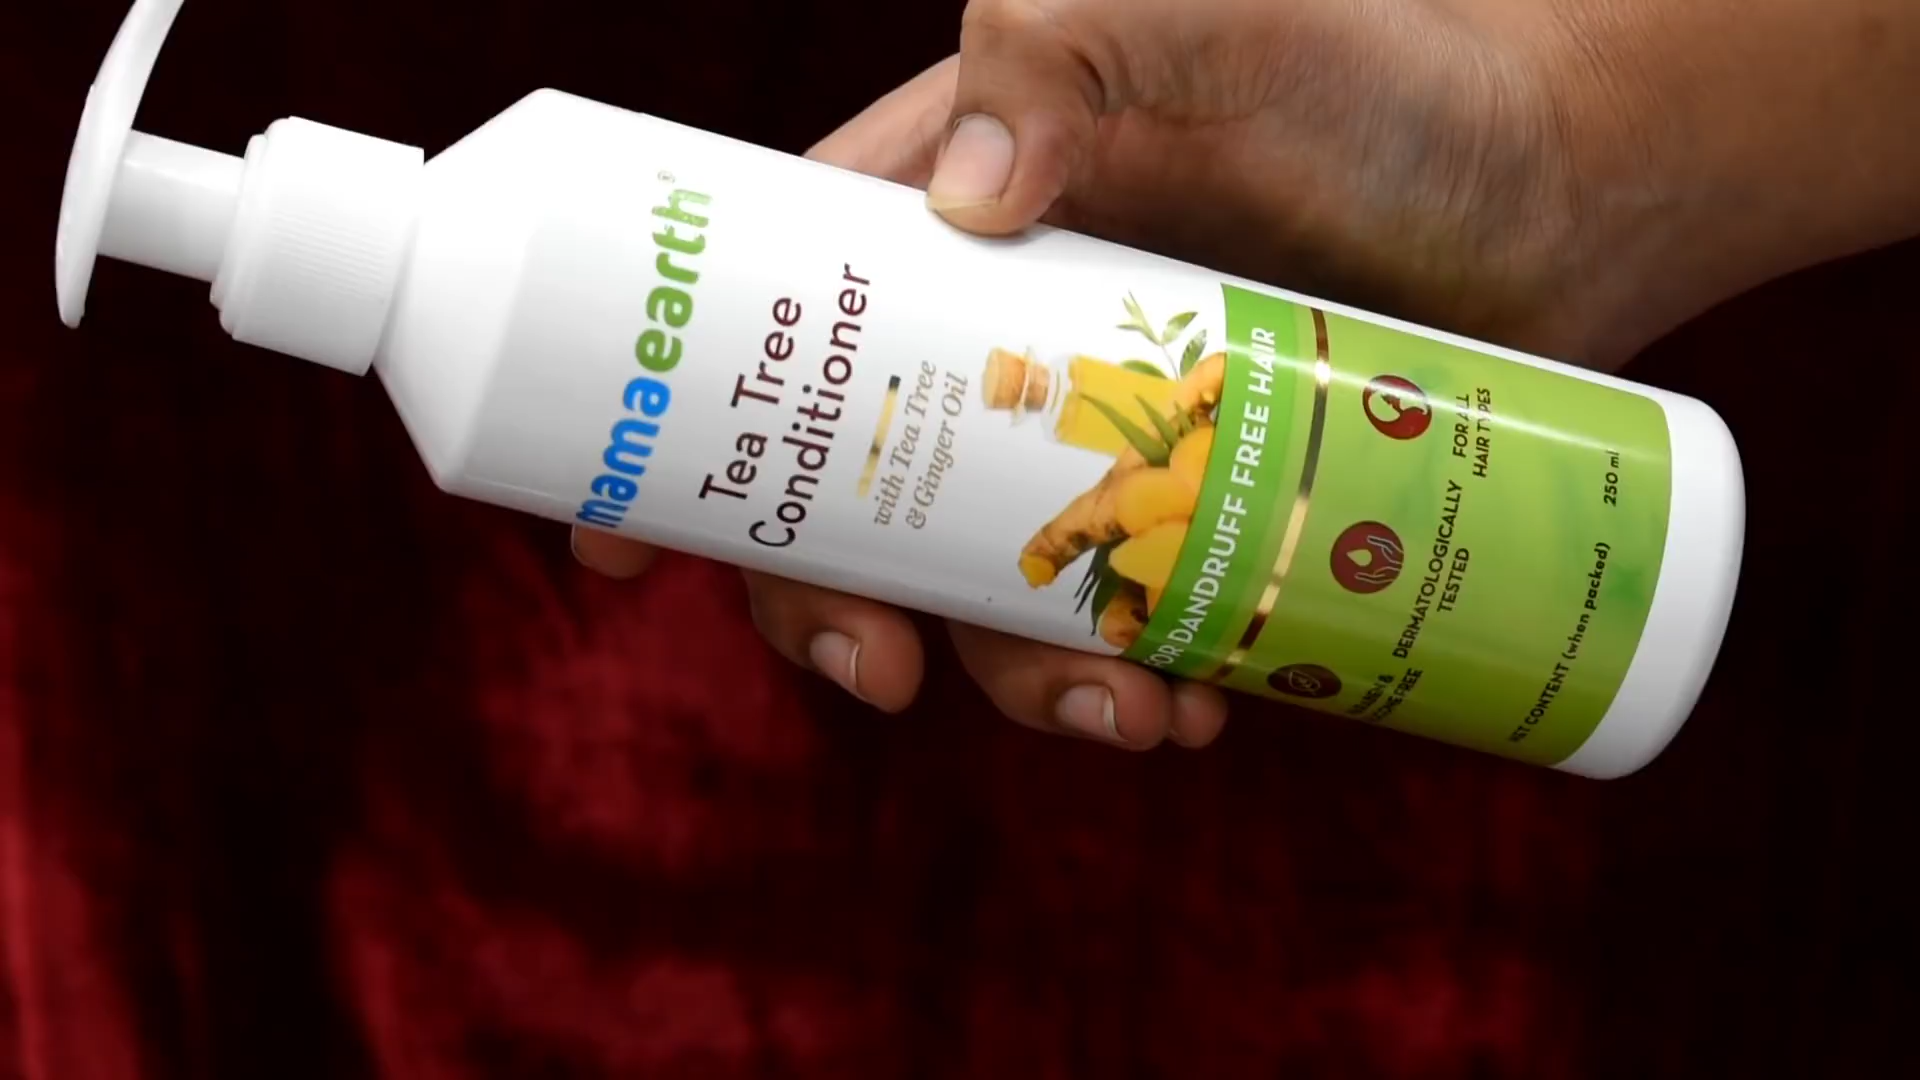 mamaearth®
Tea Tree
Conditioner
with Tea Tree
& Ginger Oil
FOR DANDRUFF FREE HAIR
FOR ALL
HAIR TYPES
DERMATOLOGICALLY
TESTED
&
FREE
NET CONTENT (when packed) 250 ml